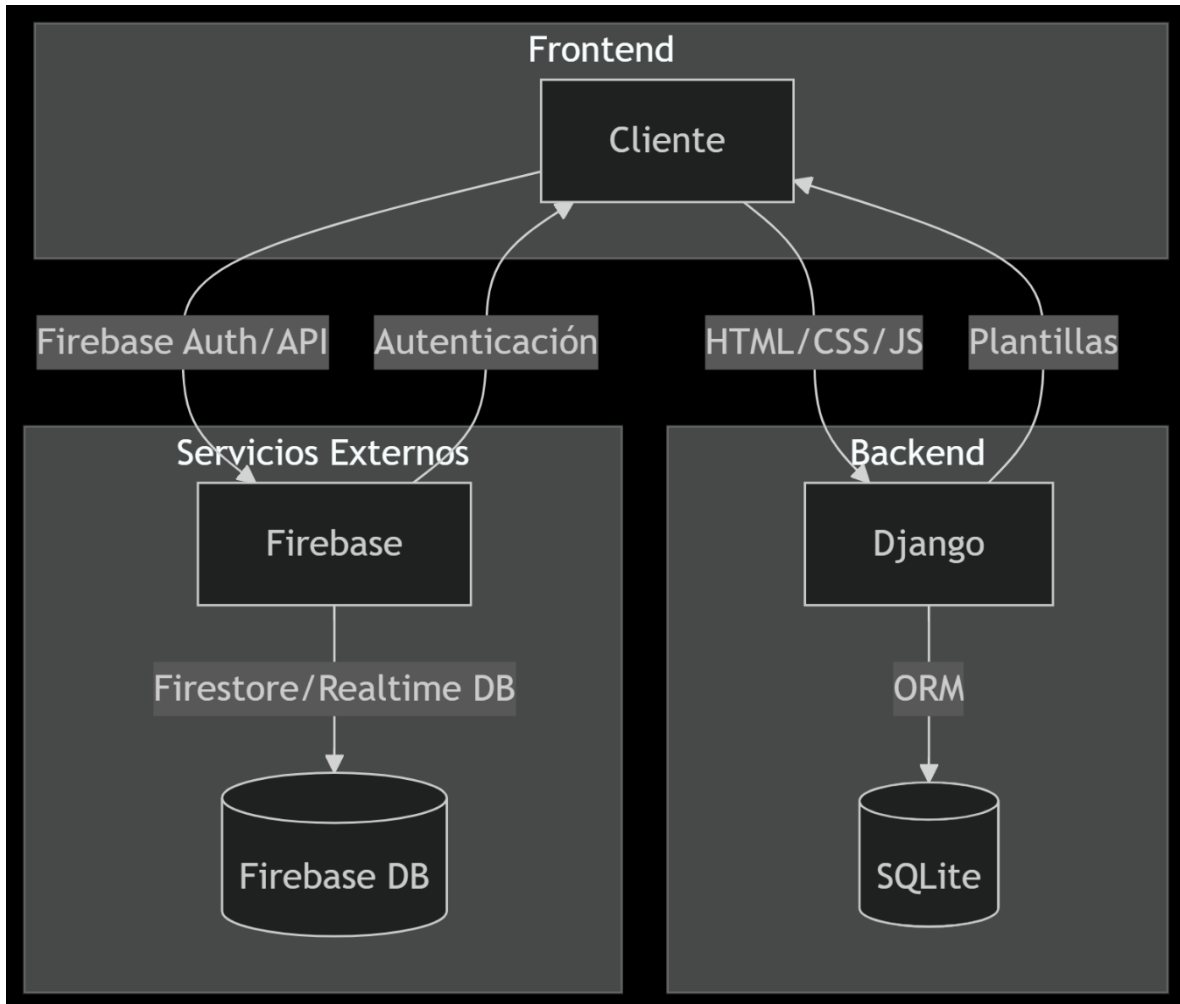 Frontend
Cliente
Firebase Auth/API
Autenticación
HTML/CSS/JS
Plantillas
Servicios Externos
Backend
Firebase
Django
Firestore/Realtime DB
ORM
Firebase DB
SQLite